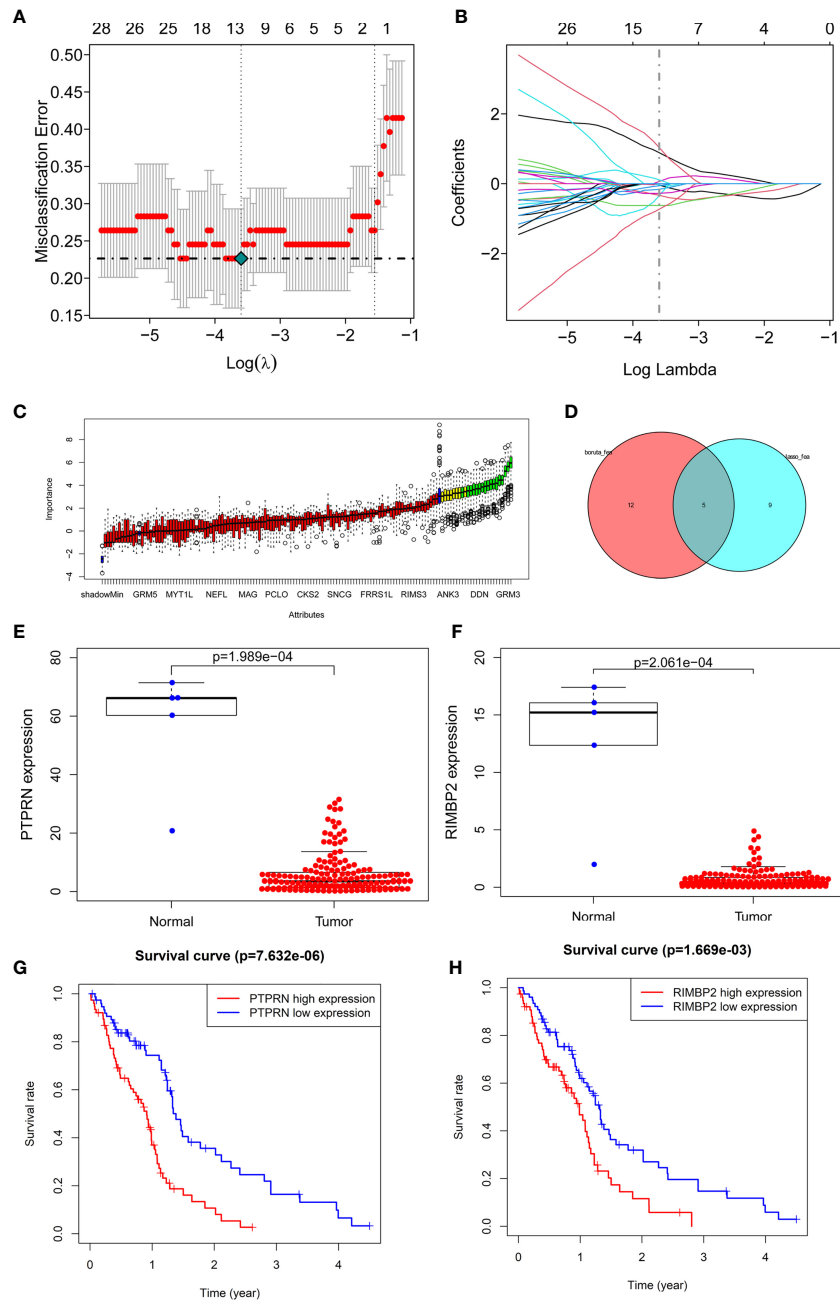 A
28 26 25 18 13 9 6 5 5 2 1
0.50
0.45
0.40
0.35
0.30
0.25
0.20
0.15
Misclassification Error
−5 −4 −3 −2 −1
Log(λ)
B
26 15 7 4 0
2
0
−2
Coefficients
−5 −4 −3 −2 −1
Log Lambda
C
8
6
4
2
0
−2
−4
Importance
shadowMin GRM5 MYT1L NEFL MAG PCLO CKS2 SNCG FRRS1L RIMS3 ANK3 DDN GRM3
Attributes
D
boruta_fea
lasso_fea
12 5 9
E
p=1.989e−04
80
60
40
20
0
PTPRN expression
Normal Tumor
F
p=2.061e−04
20
15
10
5
0
RIMBP2 expression
Normal Tumor
G
Survival curve (p=7.632e−06)
PTPRN high expression
PTPRN low expression
1.0
0.8
0.6
0.4
0.2
0.0
Survival rate
0 1 2 3 4
Time (year)
H
Survival curve (p=1.669e−03)
RIMBP2 high expression
RIMBP2 low expression
1.0
0.8
0.6
0.4
0.2
0.0
Survival rate
0 1 2 3 4
Time (year)